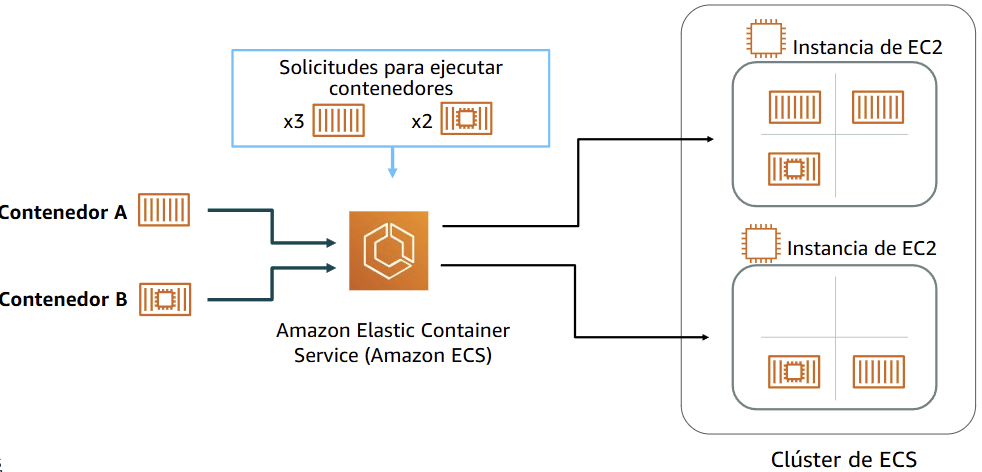 Solicitudes para ejecutar
contenedores
x3
x2
Contenedor A
Contenedor B
Amazon Elastic Container
Service (Amazon ECS)
Instancia de EC2
Instancia de EC2
Clúster de ECS